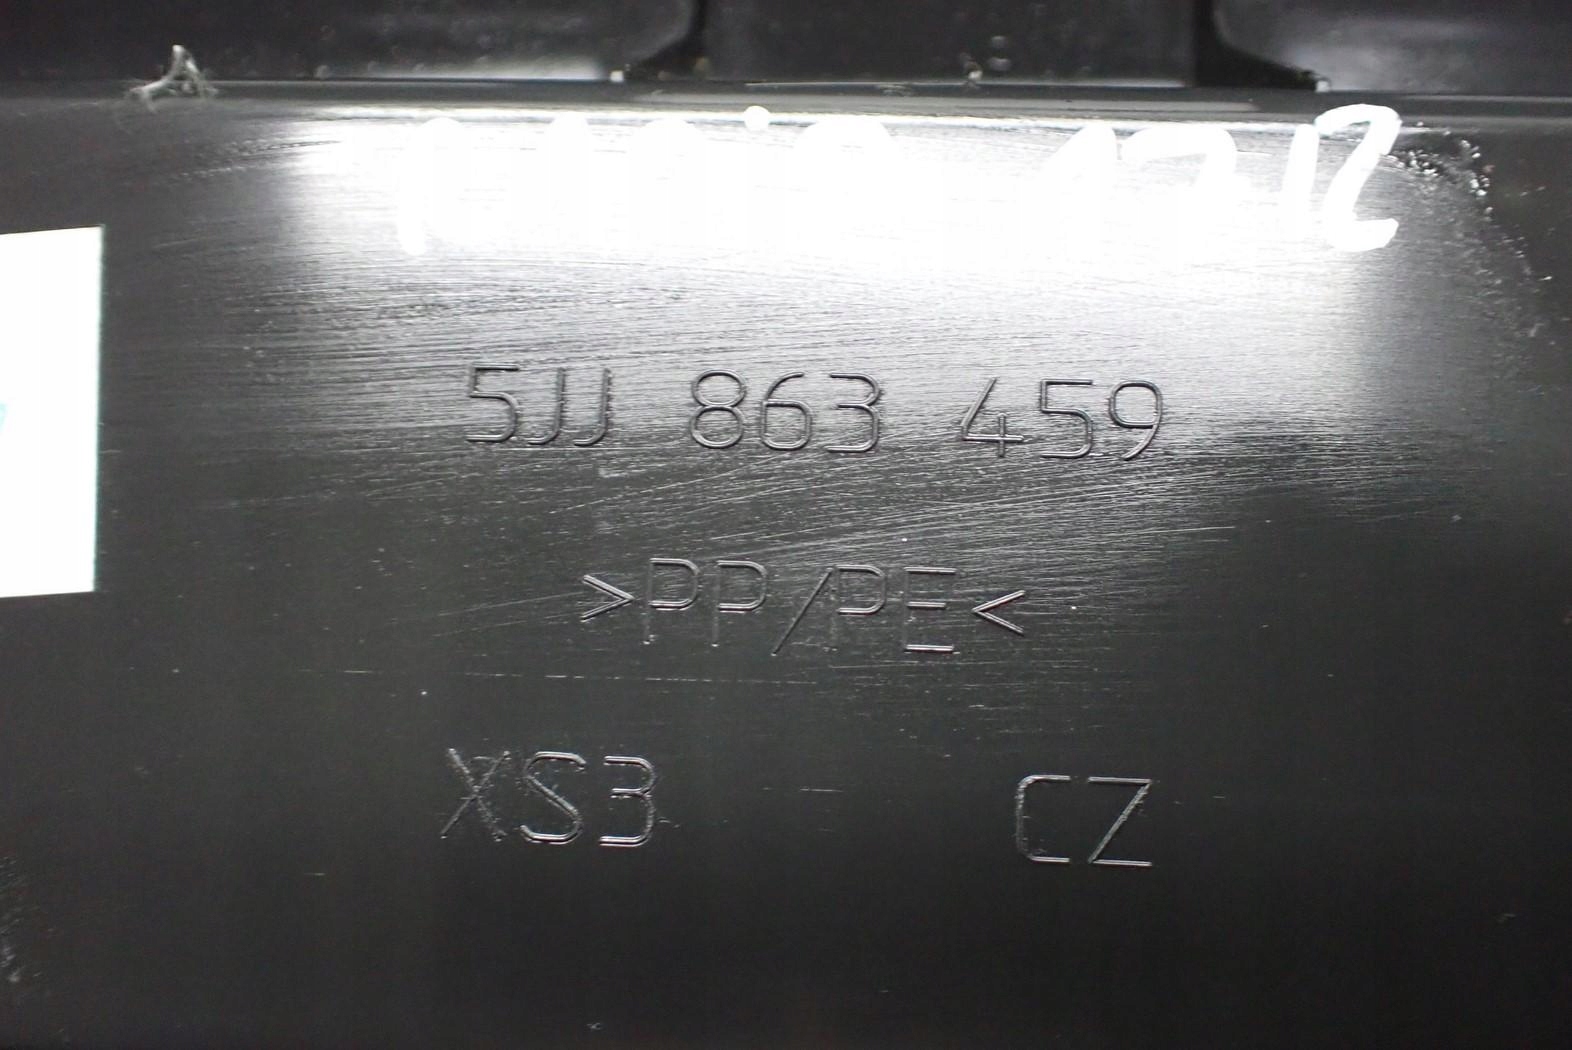 5JJ 863 459
>PP/PE<
XS3 CZ